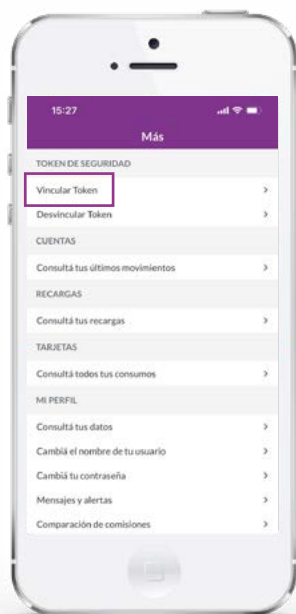 15:27
Más
TOKEN DE SEGURIDAD
Vincular Token
Desvincular Token
CUENTAS
Consultá tus últimos movimientos
RECARGAS
Consultá tus recargas
TARJETAS
Consultá todos tus consumos
MI PERFIL
Consultá tus datos
Cambiá el nombre de tu usuario
Cambiá tu contraseña
Mensajes y alertas
Comparación de comisiones